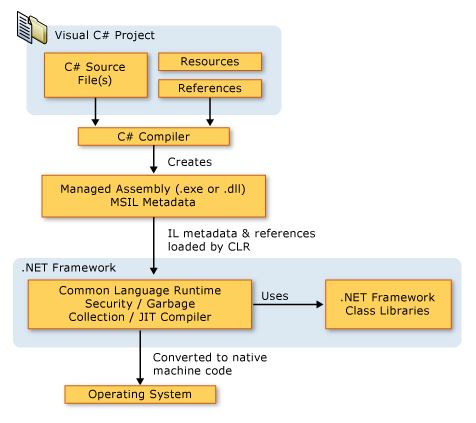 Visual C# Project
C# Source
File(s)
Resources
References
C# Compiler
Creates
Managed Assembly (.exe or .dll)
MSIL Metadata
IL metadata & references
loaded by CLR
.NET Framework
Common Language Runtime
Security / Garbage
Collection / JIT Compiler
Uses
.NET Framework
Class Libraries
Converted to native
machine code
Operating System